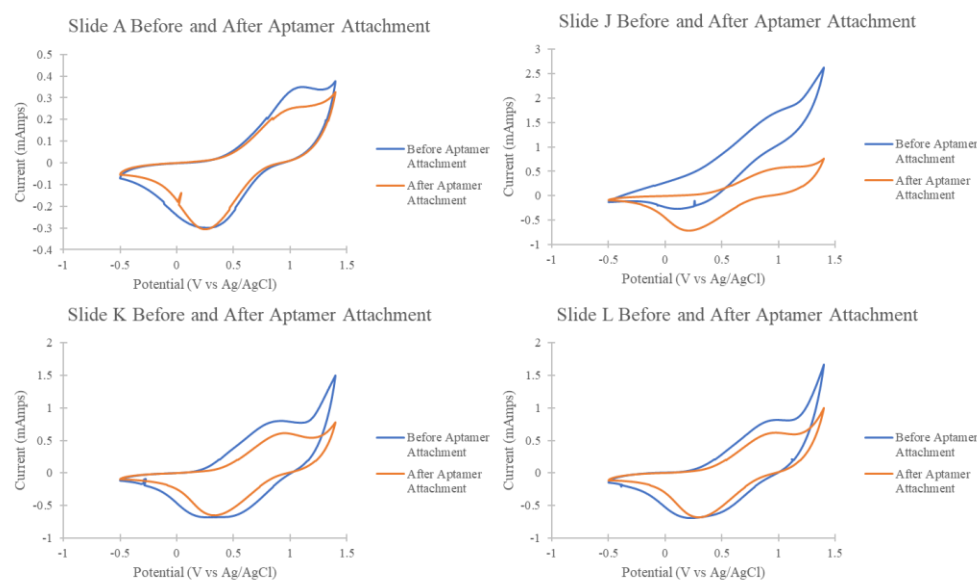 Slide A Before and After Aptamer Attachment
Current (mAmps)
0.5
0.4
0.3
0.2
0.1
0
-0.1
-0.2
-0.3
-0.4
-1
-0.5
0
0.5
1
1.5
Potential (V vs Ag/AgCl)
Before Aptamer
Attachment
After Aptamer
Attachment
Slide J Before and After Aptamer Attachment
Current (mAmps)
3
2.5
2
1.5
1
0.5
0
-0.5
-1
-1
-0.5
0
0.5
1
1.5
Potential (V vs Ag/AgCl)
Before Aptamer
Attachment
After Aptamer
Attachment
Slide K Before and After Aptamer Attachment
Current (mAmps)
2
1.5
1
0.5
0
-0.5
-1
-1
-0.5
0
0.5
1
1.5
Potential (V vs Ag/AgCl)
Before Aptamer
Attachment
After Aptamer
Attachment
Slide L Before and After Aptamer Attachment
Current (mAmps)
2
1.5
1
0.5
0
-0.5
-1
-1
-0.5
0
0.5
1
1.5
Potential (V vs Ag/AgCl)
Before Aptamer
Attachment
After Aptamer
Attachment